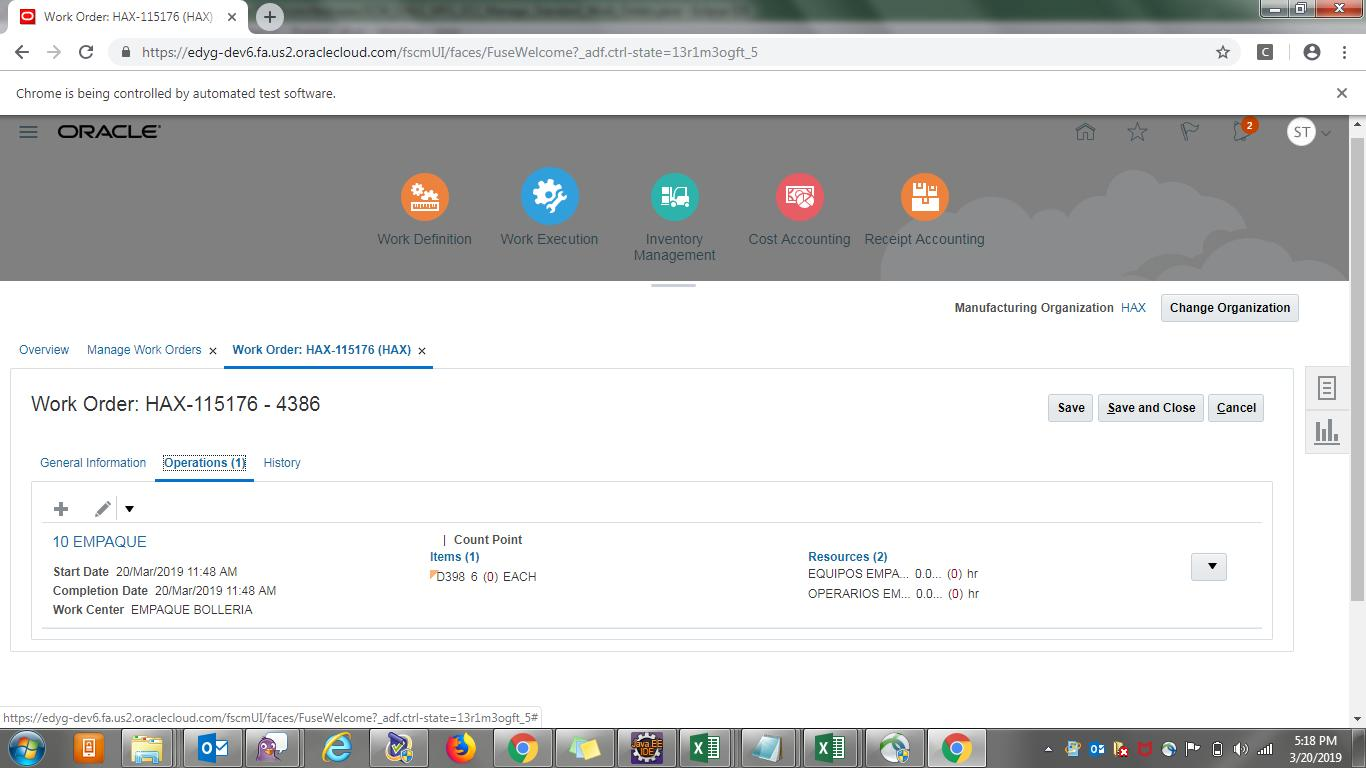 Work Order: HAX-115176 (HAX)
https://edyg-dev6.fa.us2.oraclecloud.com/fscmUI/faces/FuseWelcome?_adf.ctrl-state=13r1m3ogft_5
C
Chrome is being controlled by automated test software.
ORACLE
2
ST
Work Definition
Work Execution
Inventory Management
Cost Accounting
Receipt Accounting
Manufacturing Organization HAX
Change Organization
Overview
Manage Work Orders
Work Order: HAX-115176 (HAX)
Work Order: HAX-115176 - 4386
Save
Save and Close
Cancel
General Information
Operations (1)
History
10 EMPAQUE
Start Date 20/Mar/2019 11:48 AM
Completion Date 20/Mar/2019 11:48 AM
Work Center EMPAQUE BOLLERIA
| Count Point
Items (1)
D398 6 (0) EACH
Resources (2)
EQUIPOS EMPA... 0.0... (0) hr
OPERARIOS EM... 0.0... (0) hr
https://edyg-dev6.fa.us2.oraclecloud.com/fscmUI/faces/FuseWelcome?_adf.ctrl-state=13r1m3ogft_5#
Java EE
IDE
5:18 PM
3/20/2019